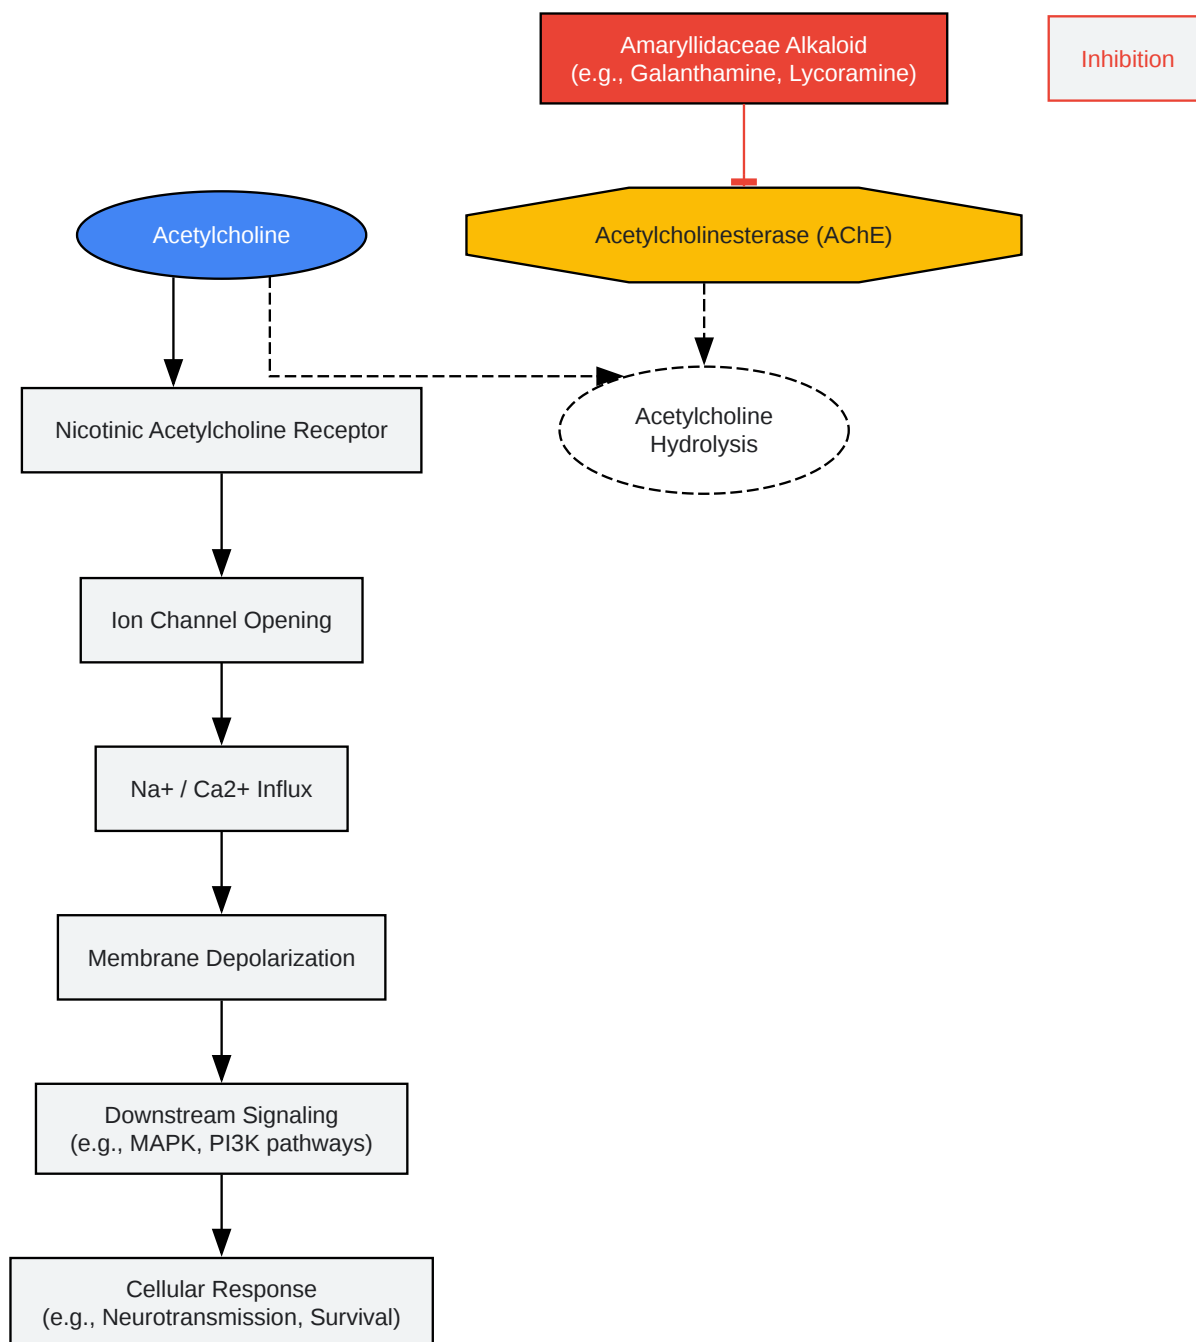 Amaryllidaceae Alkaloid
(e.g., Galanthamine, Lycoramine)
Inhibition
Acetylcholine
Acetylcholinesterase (AChE)
Nicotinic Acetylcholine Receptor
Acetylcholine
Hydrolysis
Ion Channel Opening
Na+ / Ca2+ Influx
Membrane Depolarization
Downstream Signaling
(e.g., MAPK, PI3K pathways)
Cellular Response
(e.g., Neurotransmission, Survival)